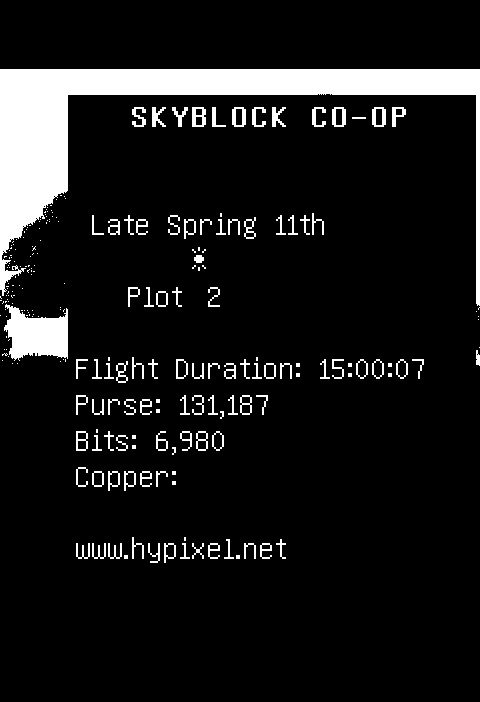 SKYBLOCK CO-OP
Late Spring 11th
Plot 2
Flight Duration: 15:00:07
Purse: 131,187
Bits: 6,980
Copper:
www.hypixel.net